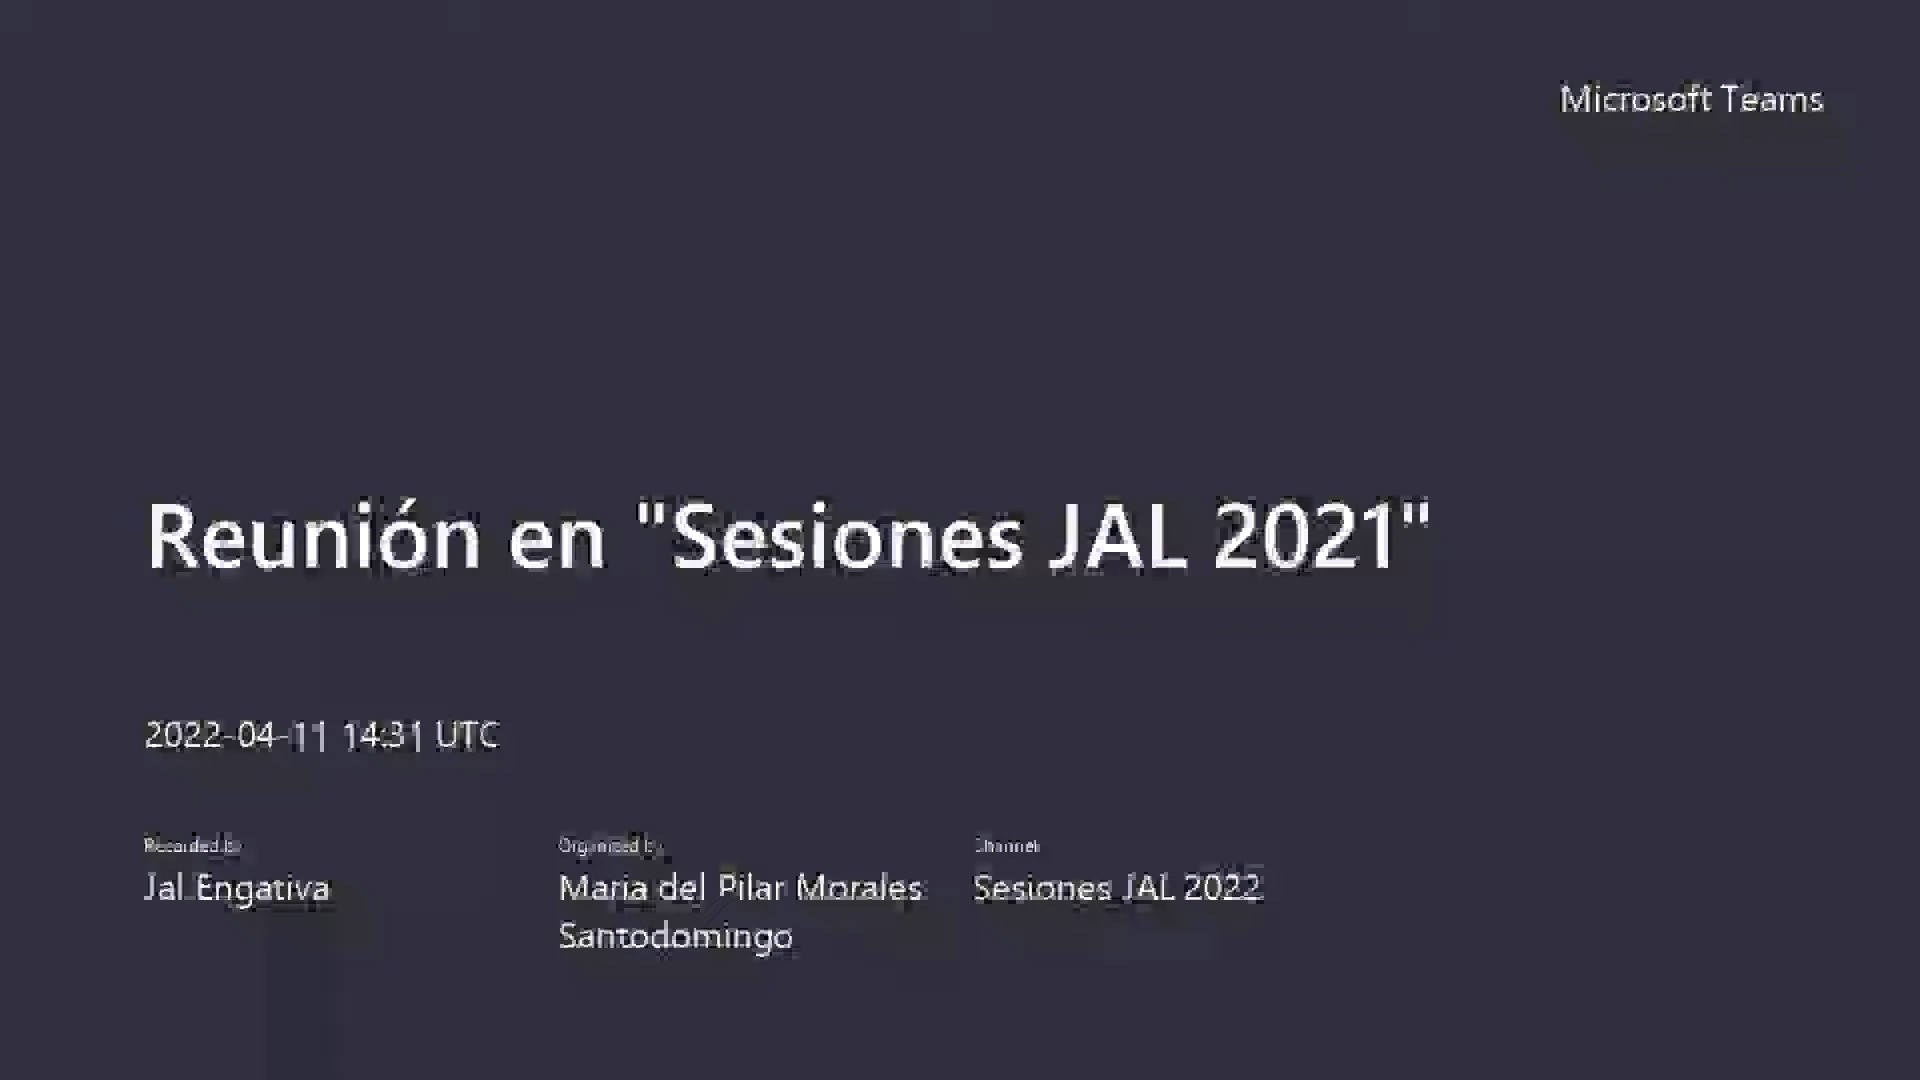 Microsoft Teams
Reunión en "Sesiones JAL 2021"
2022-04-11 14:31 UTC
Recorded by
Organized by
Channel
Jal Engativa
Maria del Pilar Morales
Santodomingo
Sesiones JAL 2022